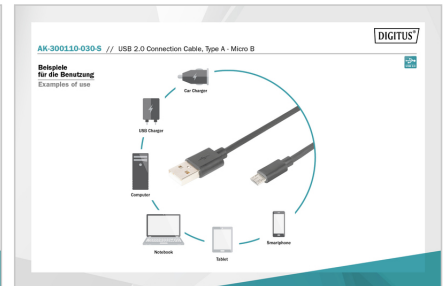 DIGITUS®
AK-300110-030-S // USB 2.0 Connection Cable, Type A - Micro B
Beispiele
für die Benutzung
Examples of use
Car Charger
USB Charger
Computer
Notebook
Tablet
Smartphone